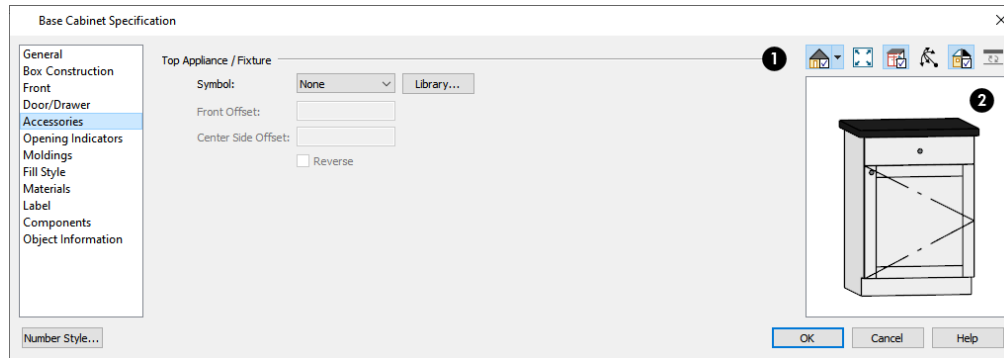 Base Cabinet Specification
General
Box Construction
Front
Door/Drawer
Accessories
Opening Indicators
Moldings
Fill Style
Materials
Label
Components
Object Information
Top Appliance / Fixture
Symbol: None Library...
Front Offset:
Center Side Offset:
Reverse
1
2
Number Style...
OK Cancel Help